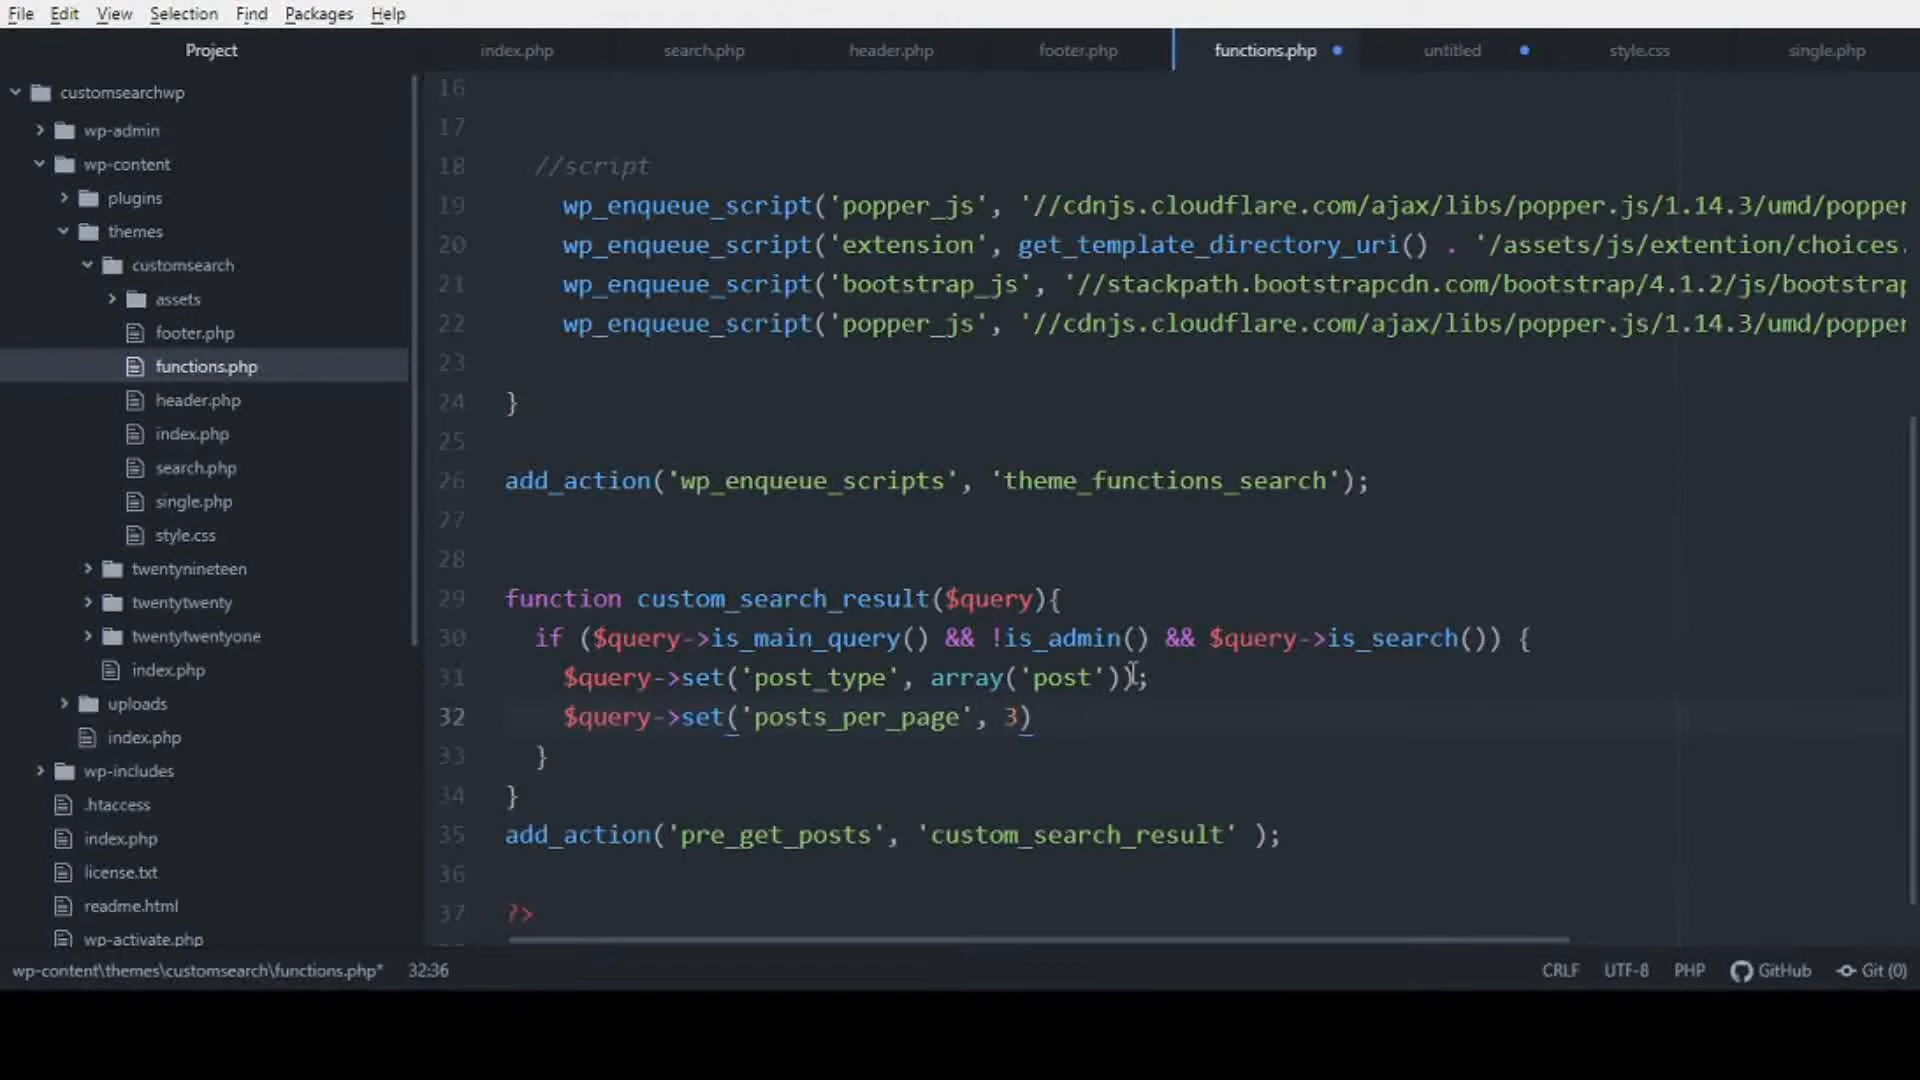 File Edit View Selection Find Packages Help
Project index.php search.php header.php footer.php functions.php untitled style.css single.php
customsearchwp
wp-admin
wp-content
plugins
themes
customsearch
assets
footer.php
functions.php
header.php
index.php
search.php
single.php
style.css
twentynineteen
twentytwenty
twentytwentyone
index.php
uploads
index.php
wp-includes
.htaccess
index.php
license.txt
readme.html
wp-activate.php
16
17
18 //script
19 wp_enqueue_script('popper_js', '//cdnjs.cloudflare.com/ajax/libs/popper.js/1.14.3/umd/popper
20 wp_enqueue_script('extension', get_template_directory_uri() . '/assets/js/extention/choices.
21 wp_enqueue_script('bootstrap_js', '//stackpath.bootstrapcdn.com/bootstrap/4.1.2/js/bootstrap
22 wp_enqueue_script('popper_js', '//cdnjs.cloudflare.com/ajax/libs/popper.js/1.14.3/umd/popper
23
24 }
25
26 add_action('wp_enqueue_scripts', 'theme_functions_search');
27
28
29 function custom_search_result($query){
30 if ($query->is_main_query() && !is_admin() && $query->is_search()) {
31 $query->set('post_type', array('post'));
32 $query->set('posts_per_page', 3)
33 }
34 }
35 add_action('pre_get_posts', 'custom_search_result' );
36
37 ?>
wp-content\themes\customsearch\functions.php* 32:36 CRLF UTF-8 PHP GitHub Git (0)